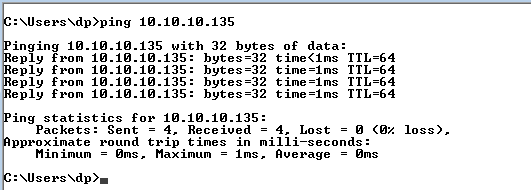 C:\Users\dp>ping 10.10.10.135
Pinging 10.10.10.135 with 32 bytes of data:
Reply from 10.10.10.135: bytes=32 time<1ms TTL=64
Reply from 10.10.10.135: bytes=32 time=1ms TTL=64
Reply from 10.10.10.135: bytes=32 time=1ms TTL=64
Reply from 10.10.10.135: bytes=32 time=1ms TTL=64
Ping statistics for 10.10.10.135:
    Packets: Sent = 4, Received = 4, Lost = 0 (0% loss),
Approximate round trip times in milli-seconds:
    Minimum = 0ms, Maximum = 1ms, Average = 0ms
C:\Users\dp>